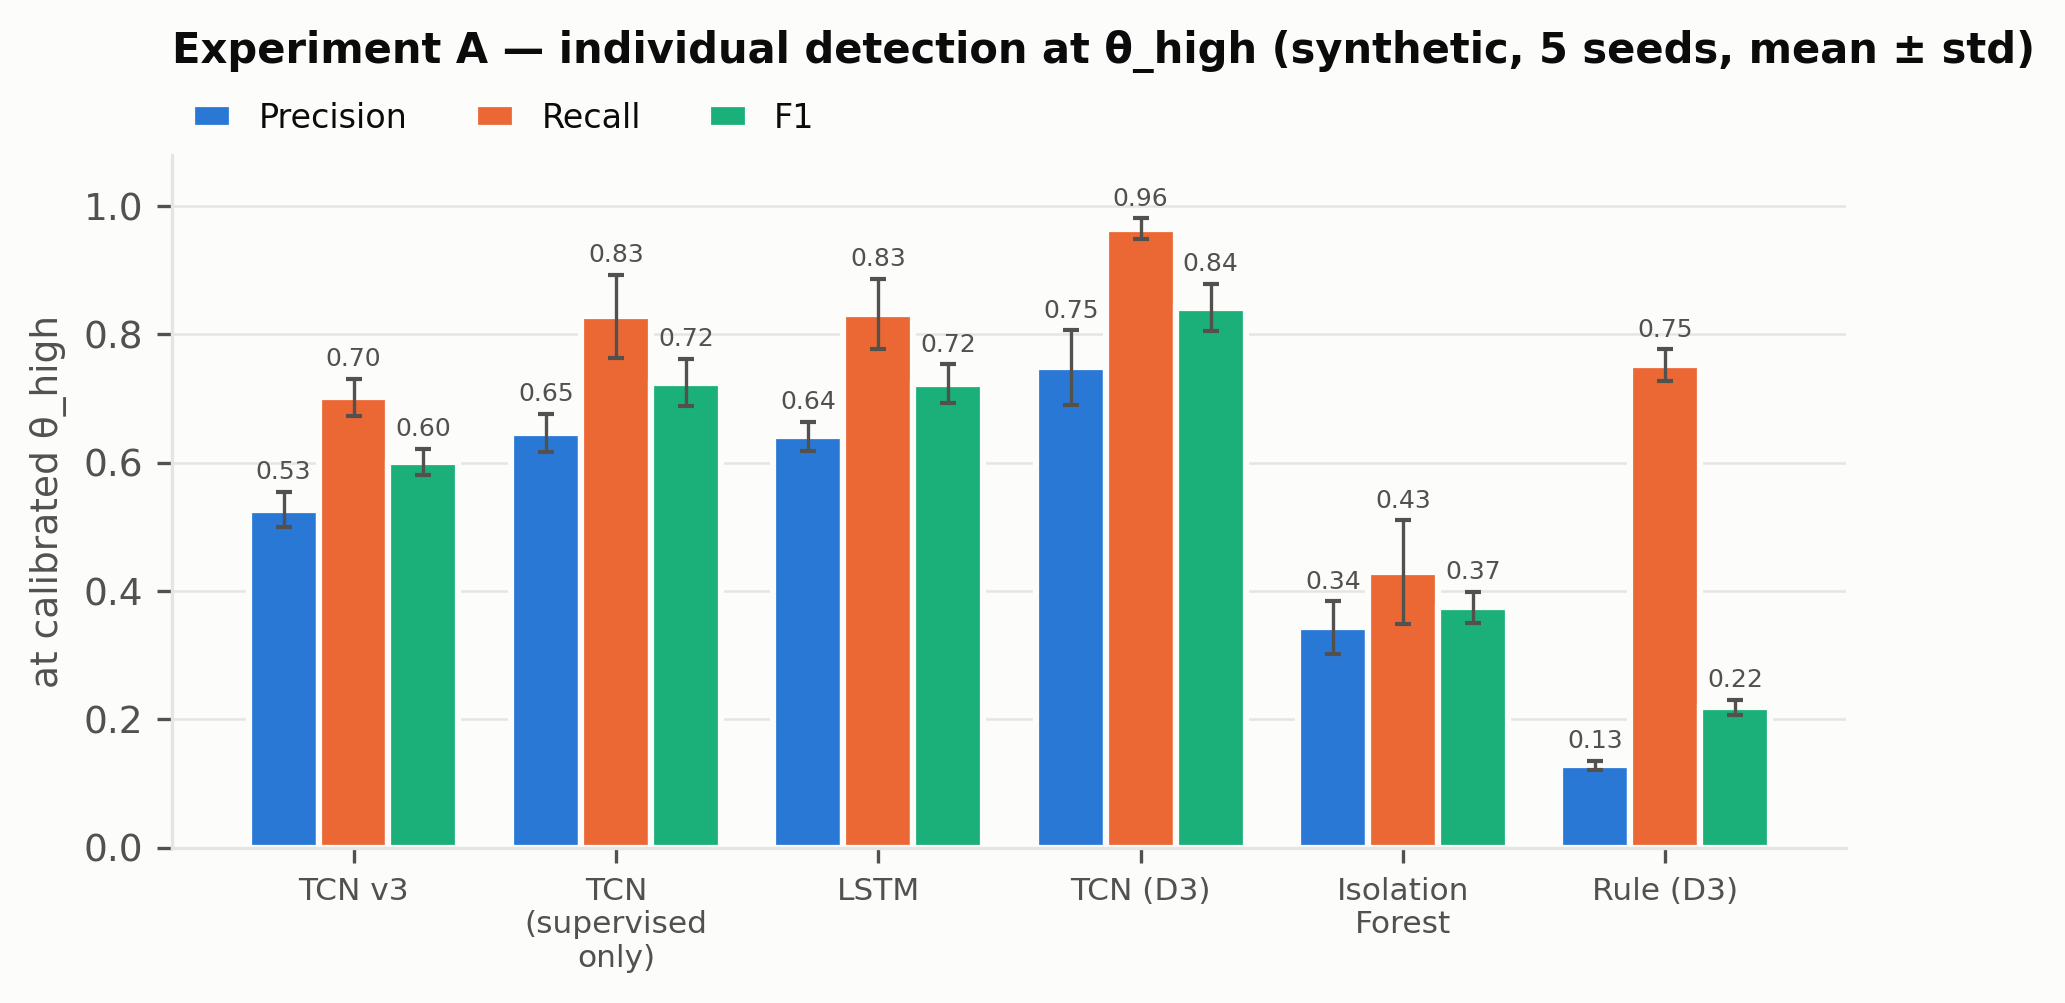 Experiment A — individual detection at θ_high (synthetic, 5 seeds, mean ± std)
Precision Recall F1
at calibrated θ_high
1.0
0.8
0.6
0.4
0.2
0.0
0.53
0.70
0.60
0.65
0.83
0.72
0.64
0.83
0.72
0.75
0.96
0.84
0.34
0.43
0.37
0.13
0.75
0.22
TCN v3
TCN
(supervised
only)
LSTM
TCN (D3)
Isolation
Forest
Rule (D3)